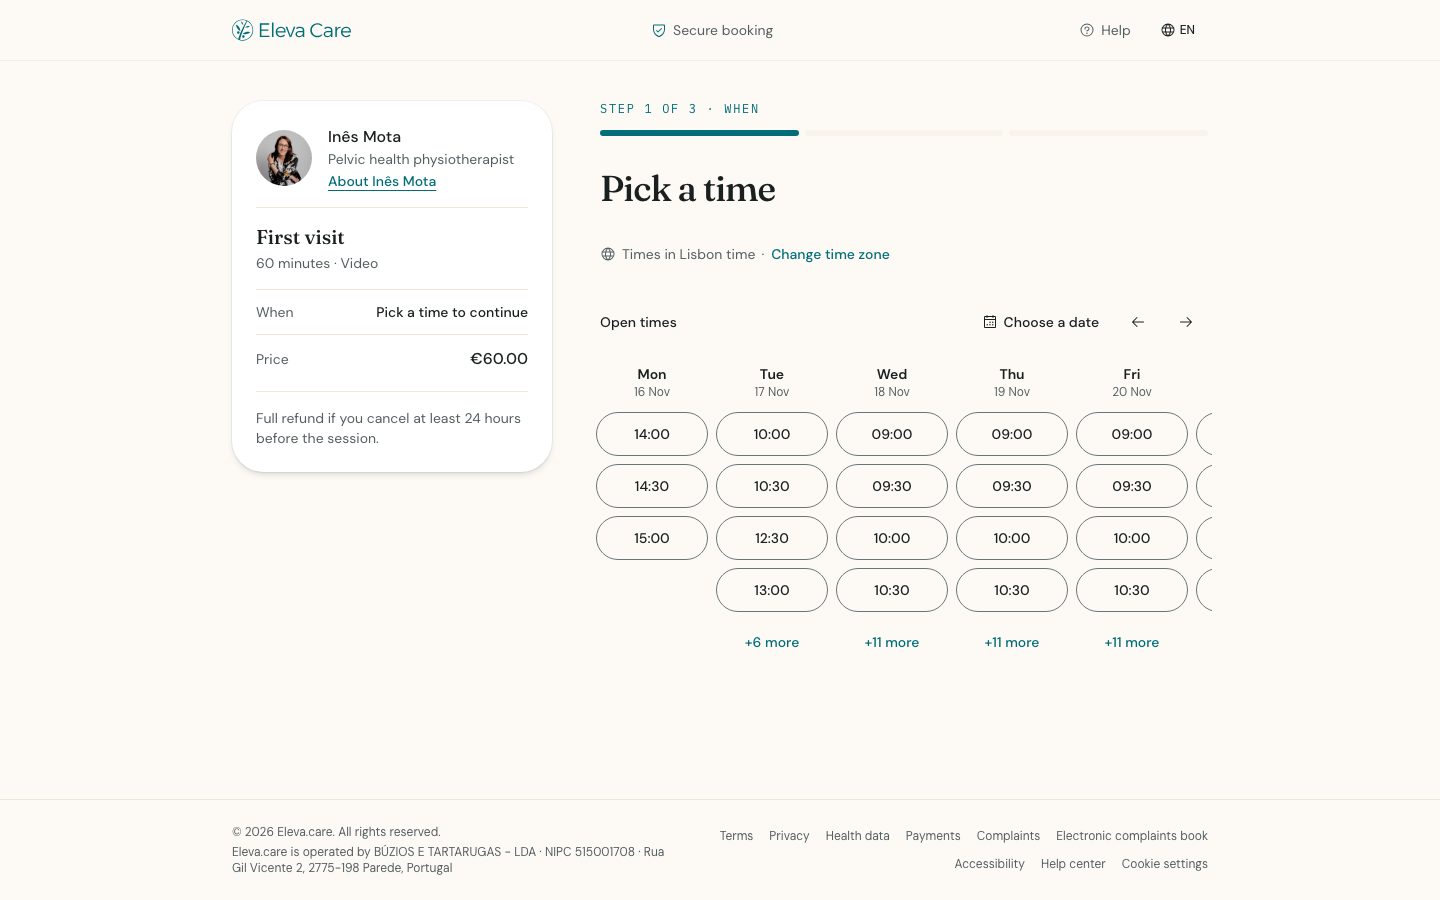 Eleva Care
Secure booking
Help
EN
Inês Mota
Pelvic health physiotherapist
About Inês Mota
First visit
60 minutes · Video
When
Pick a time to continue
Price
€60.00
Full refund if you cancel at least 24 hours
before the session.
STEP 1 OF 3 · WHEN
Pick a time
Times in Lisbon time · Change time zone
Open times
Choose a date
Mon
16 Nov
14:00
14:30
15:00
Tue
17 Nov
10:00
10:30
12:30
13:00
+6 more
Wed
18 Nov
09:00
09:30
10:00
10:30
+11 more
Thu
19 Nov
09:00
09:30
10:00
10:30
+11 more
Fri
20 Nov
09:00
09:30
10:00
10:30
+11 more
© 2026 Eleva.care. All rights reserved.
Eleva.care is operated by BÚZIOS E TARTARUGAS - LDA · NIPC 515001708 · Rua
Gil Vicente 2, 2775-198 Parede, Portugal
Terms Privacy Health data Payments Complaints Electronic complaints book
Accessibility Help center Cookie settings